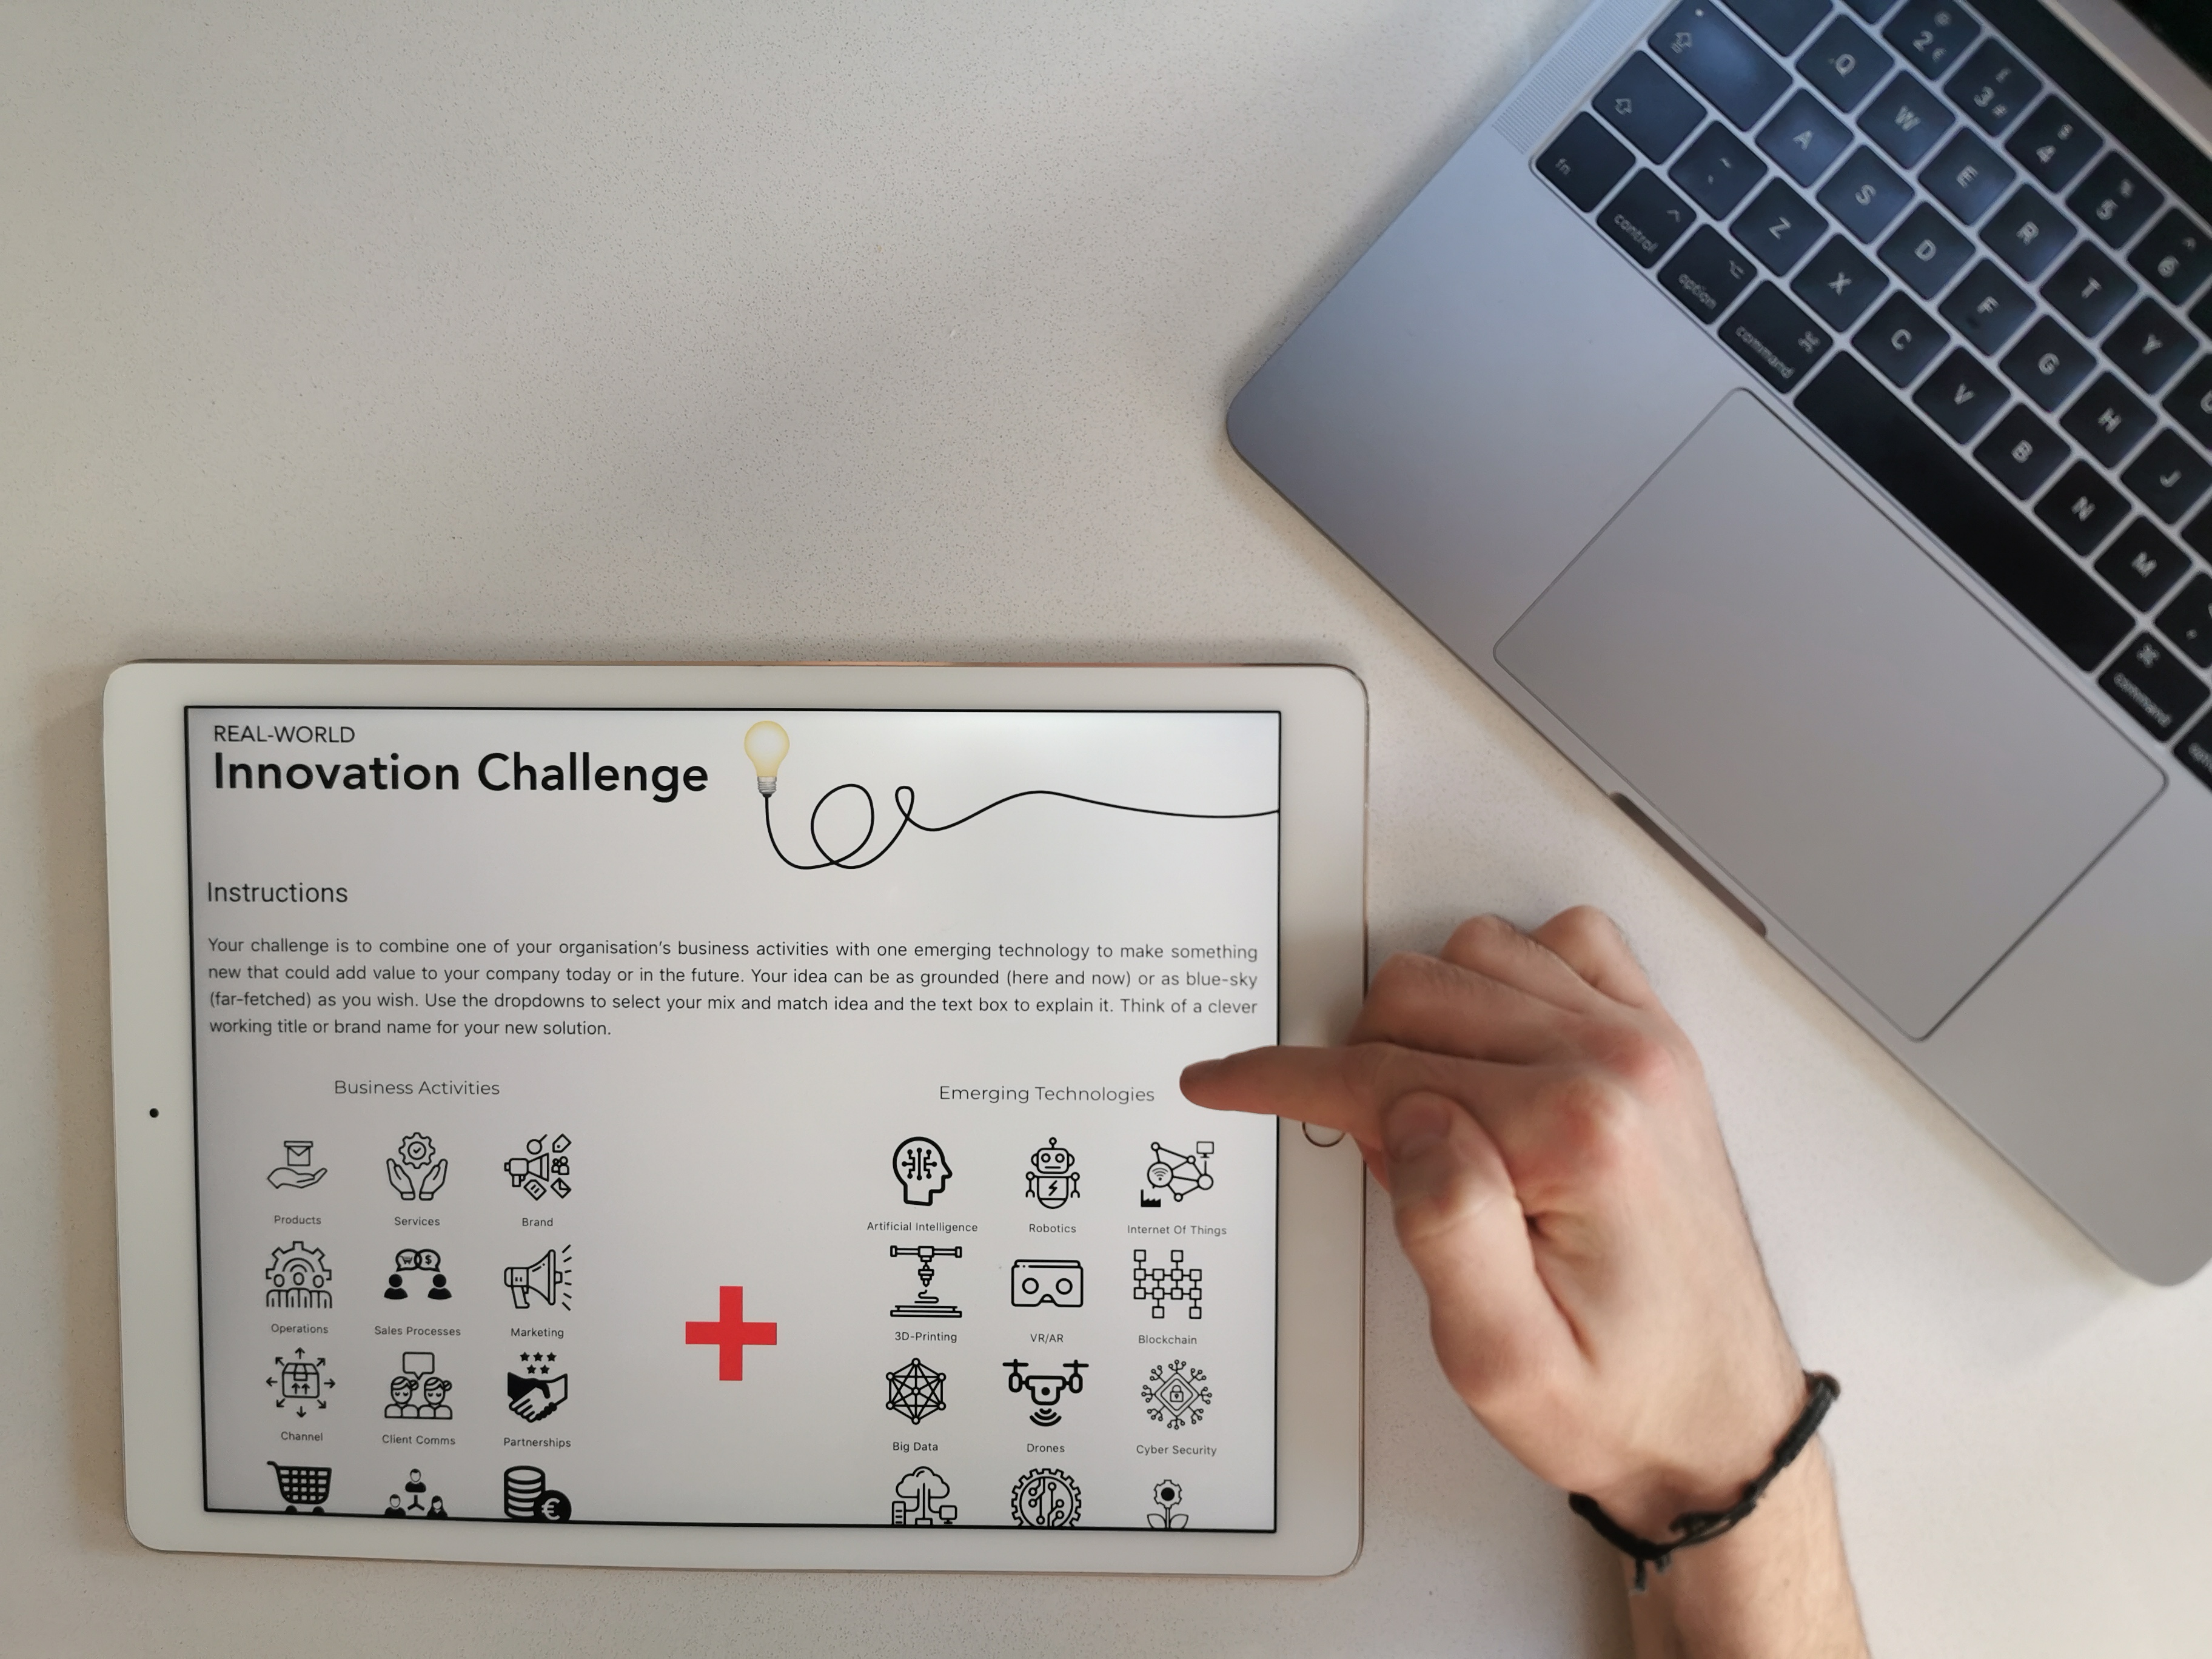 REAL-WORLD
Innovation Challenge
Instructions
Your challenge is to combine one of your organisation's business activities with one emerging technology to make something
new that could add value to your company today or in the future. Your idea can be as grounded (here and now) or as blue-sky
(far-fetched) as you wish. Use the dropdowns to select your mix and match idea and the text box to explain it. Think of a clever
working title or brand name for your new solution.
Business Activities
Emerging Technologies
Products Services Brand
Artificial Intelligence Robotics Internet Of Things
Operations Sales Processes Marketing
3D-Printing VR/AR Blockchain
Channel Client Comms Partnerships
Big Data Drones Cyber Security
2 3 # 4 5 6
Q W E R T Y
A S D F G H J
Z X C V B N M
fn control option command
command